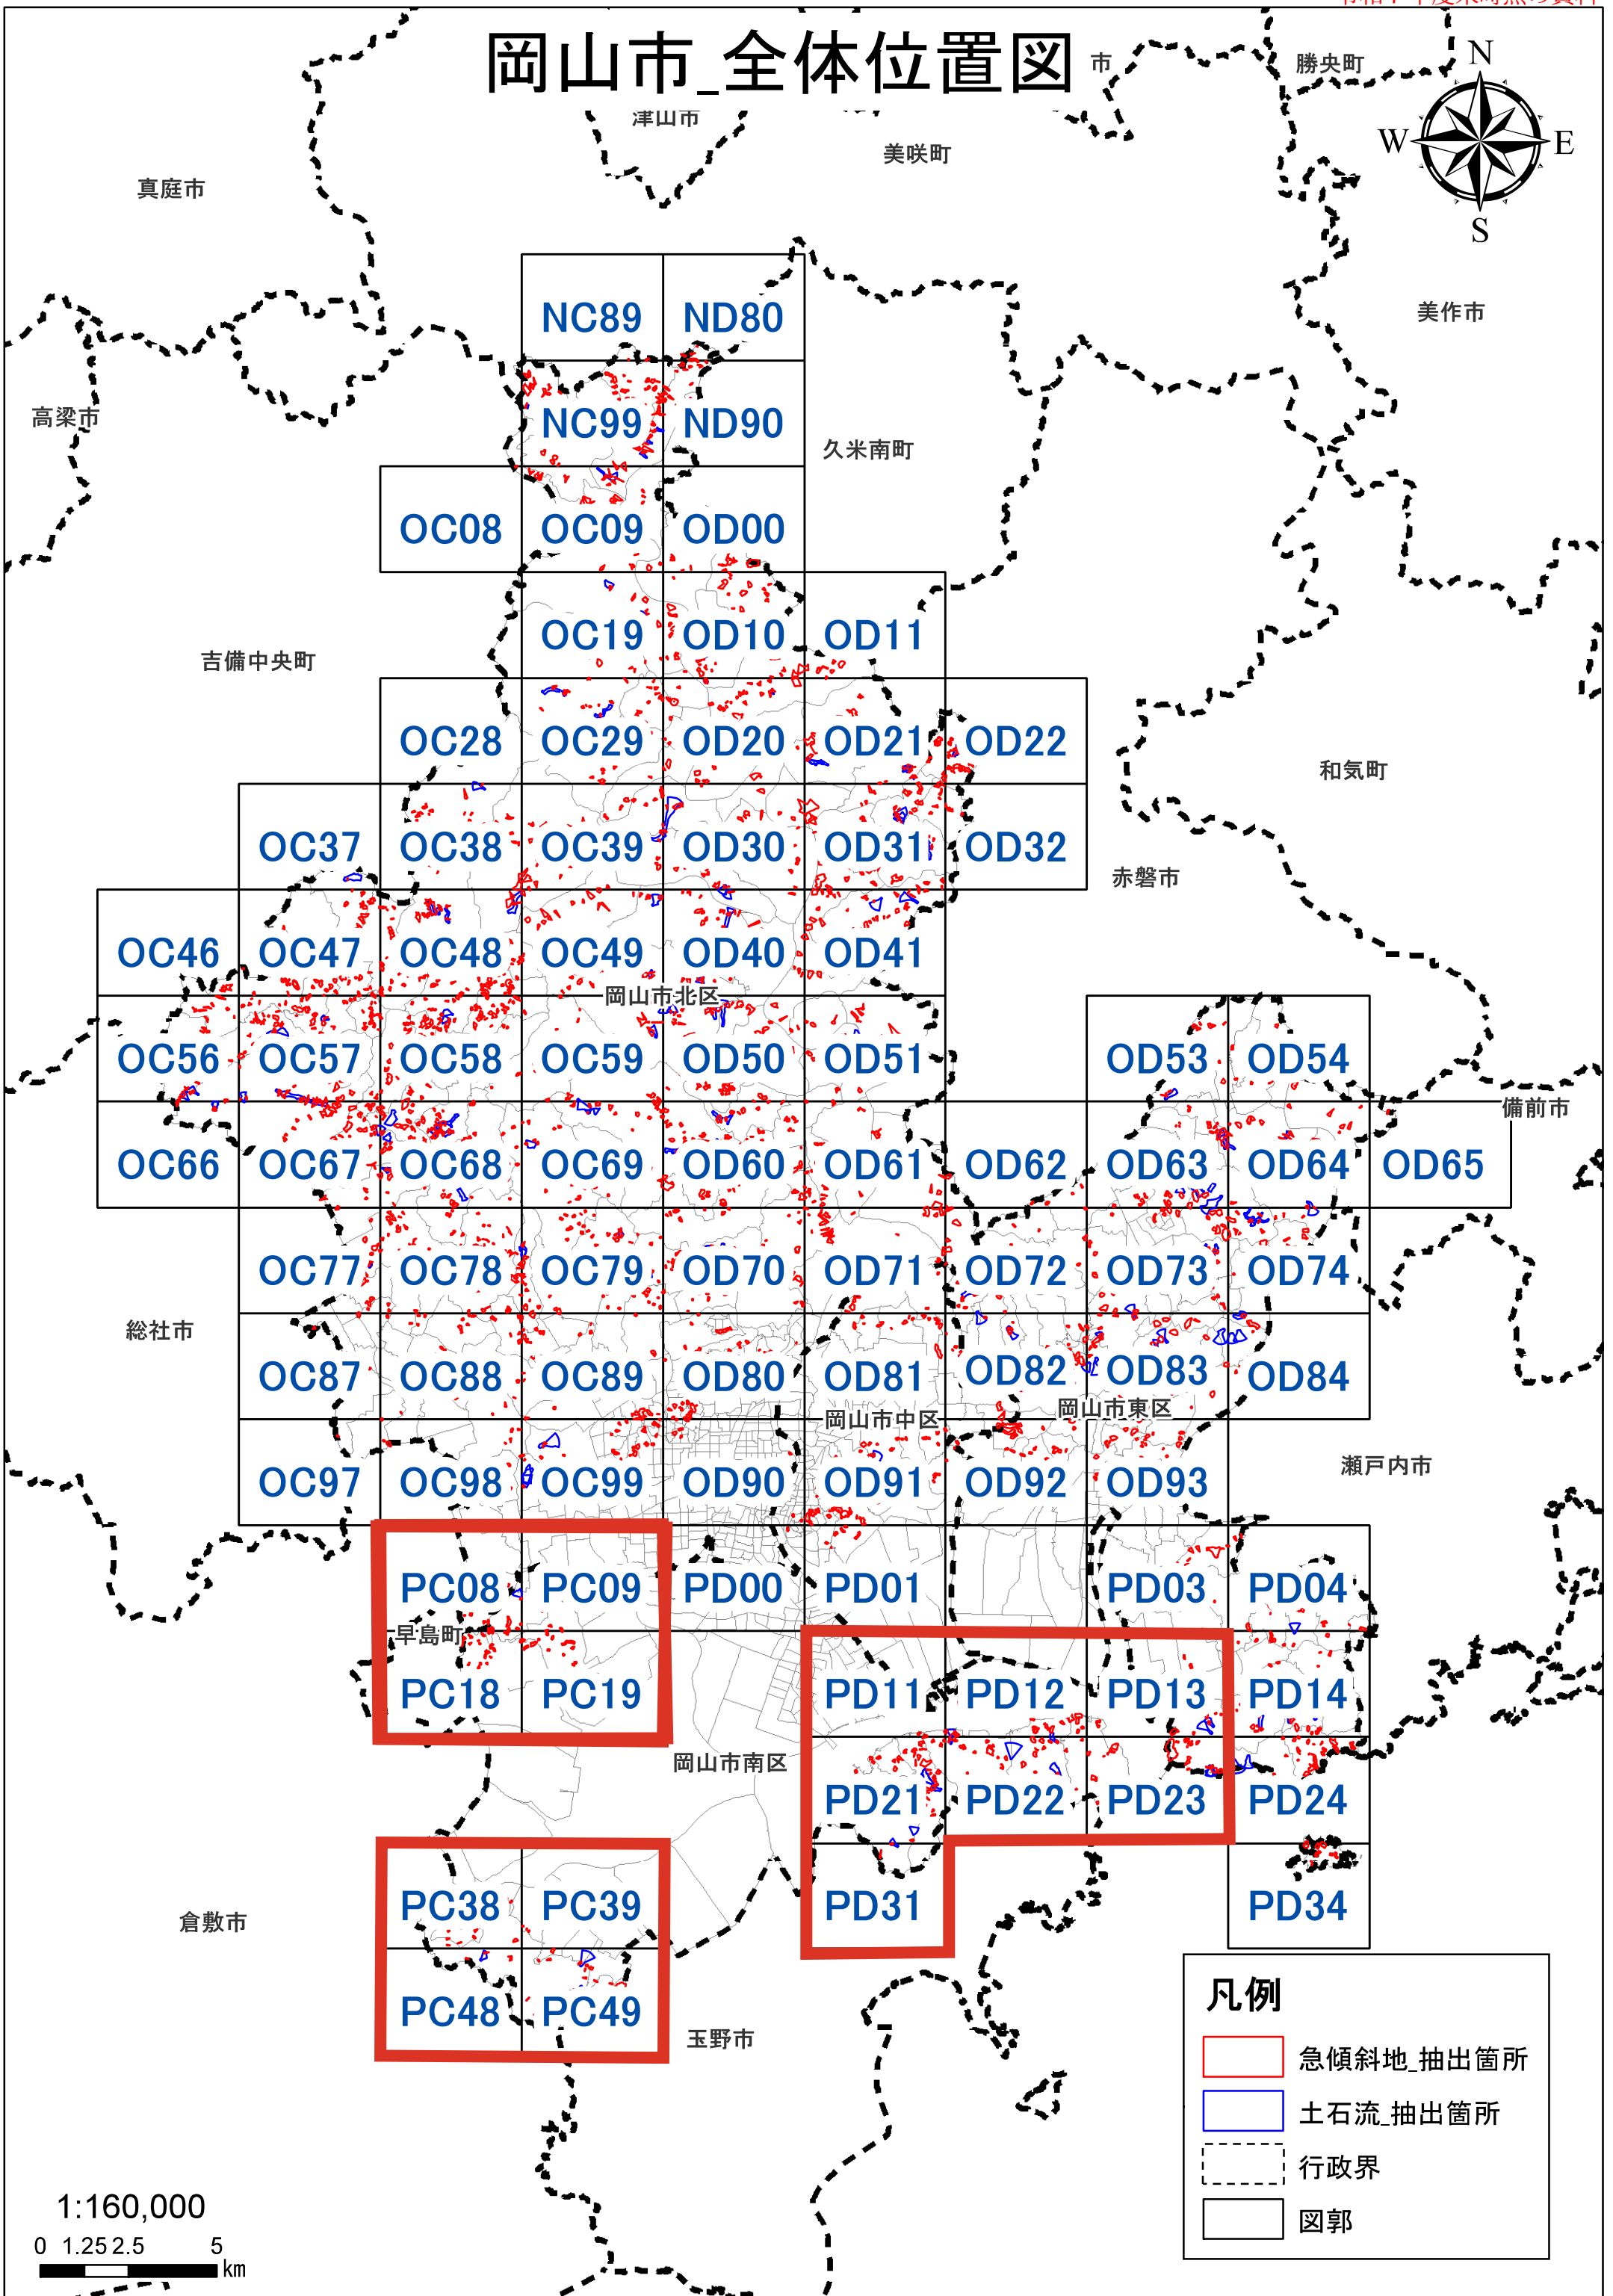 岡山市_全体位置図
市
勝央町
N
津山市
W
E
美咲町
真庭市
S
NC89 ND80
美作市
高梁市
NC99 ND90
久米南町
OC08 OC09 OD00
OC19 OD10 OD11
吉備中央町
OC28 OC29 OD20 OD21 OD22
和気町
OC37 OC38 OC39 OD30 OD31 OD32
赤磐市
OC46 OC47 OC48 OC49 OD40 OD41
岡山市北区
OC56 OC57 OC58 OC59 OD50 OD51 OD53 OD54
備前市
OC66 OC67 OC68 OC69 OD60 OD61 OD62 OD63 OD64 OD65
OC77 OC78 OC79 OD70 OD71 OD72 OD73 OD74
総社市
OC87 OC88 OC89 OD80 OD81 OD82 OD83 OD84
岡山市中区
岡山市東区
瀬戸内市
OC97 OC98 OC99 OD90 OD91 OD92 OD93
PC08 PC09 PD00 PD01 PD03 PD04
早島町
PC18 PC19 PD11 PD12 PD13 PD14
岡山市南区
PD21 PD22 PD23 PD24
PC38 PC39 PD31 PD34
倉敷市
PC48 PC49
玉野市
凡例
急傾斜地_抽出箇所
土石流_抽出箇所
行政界
図郭
1:160,000
0 1.25 2.5 5
km